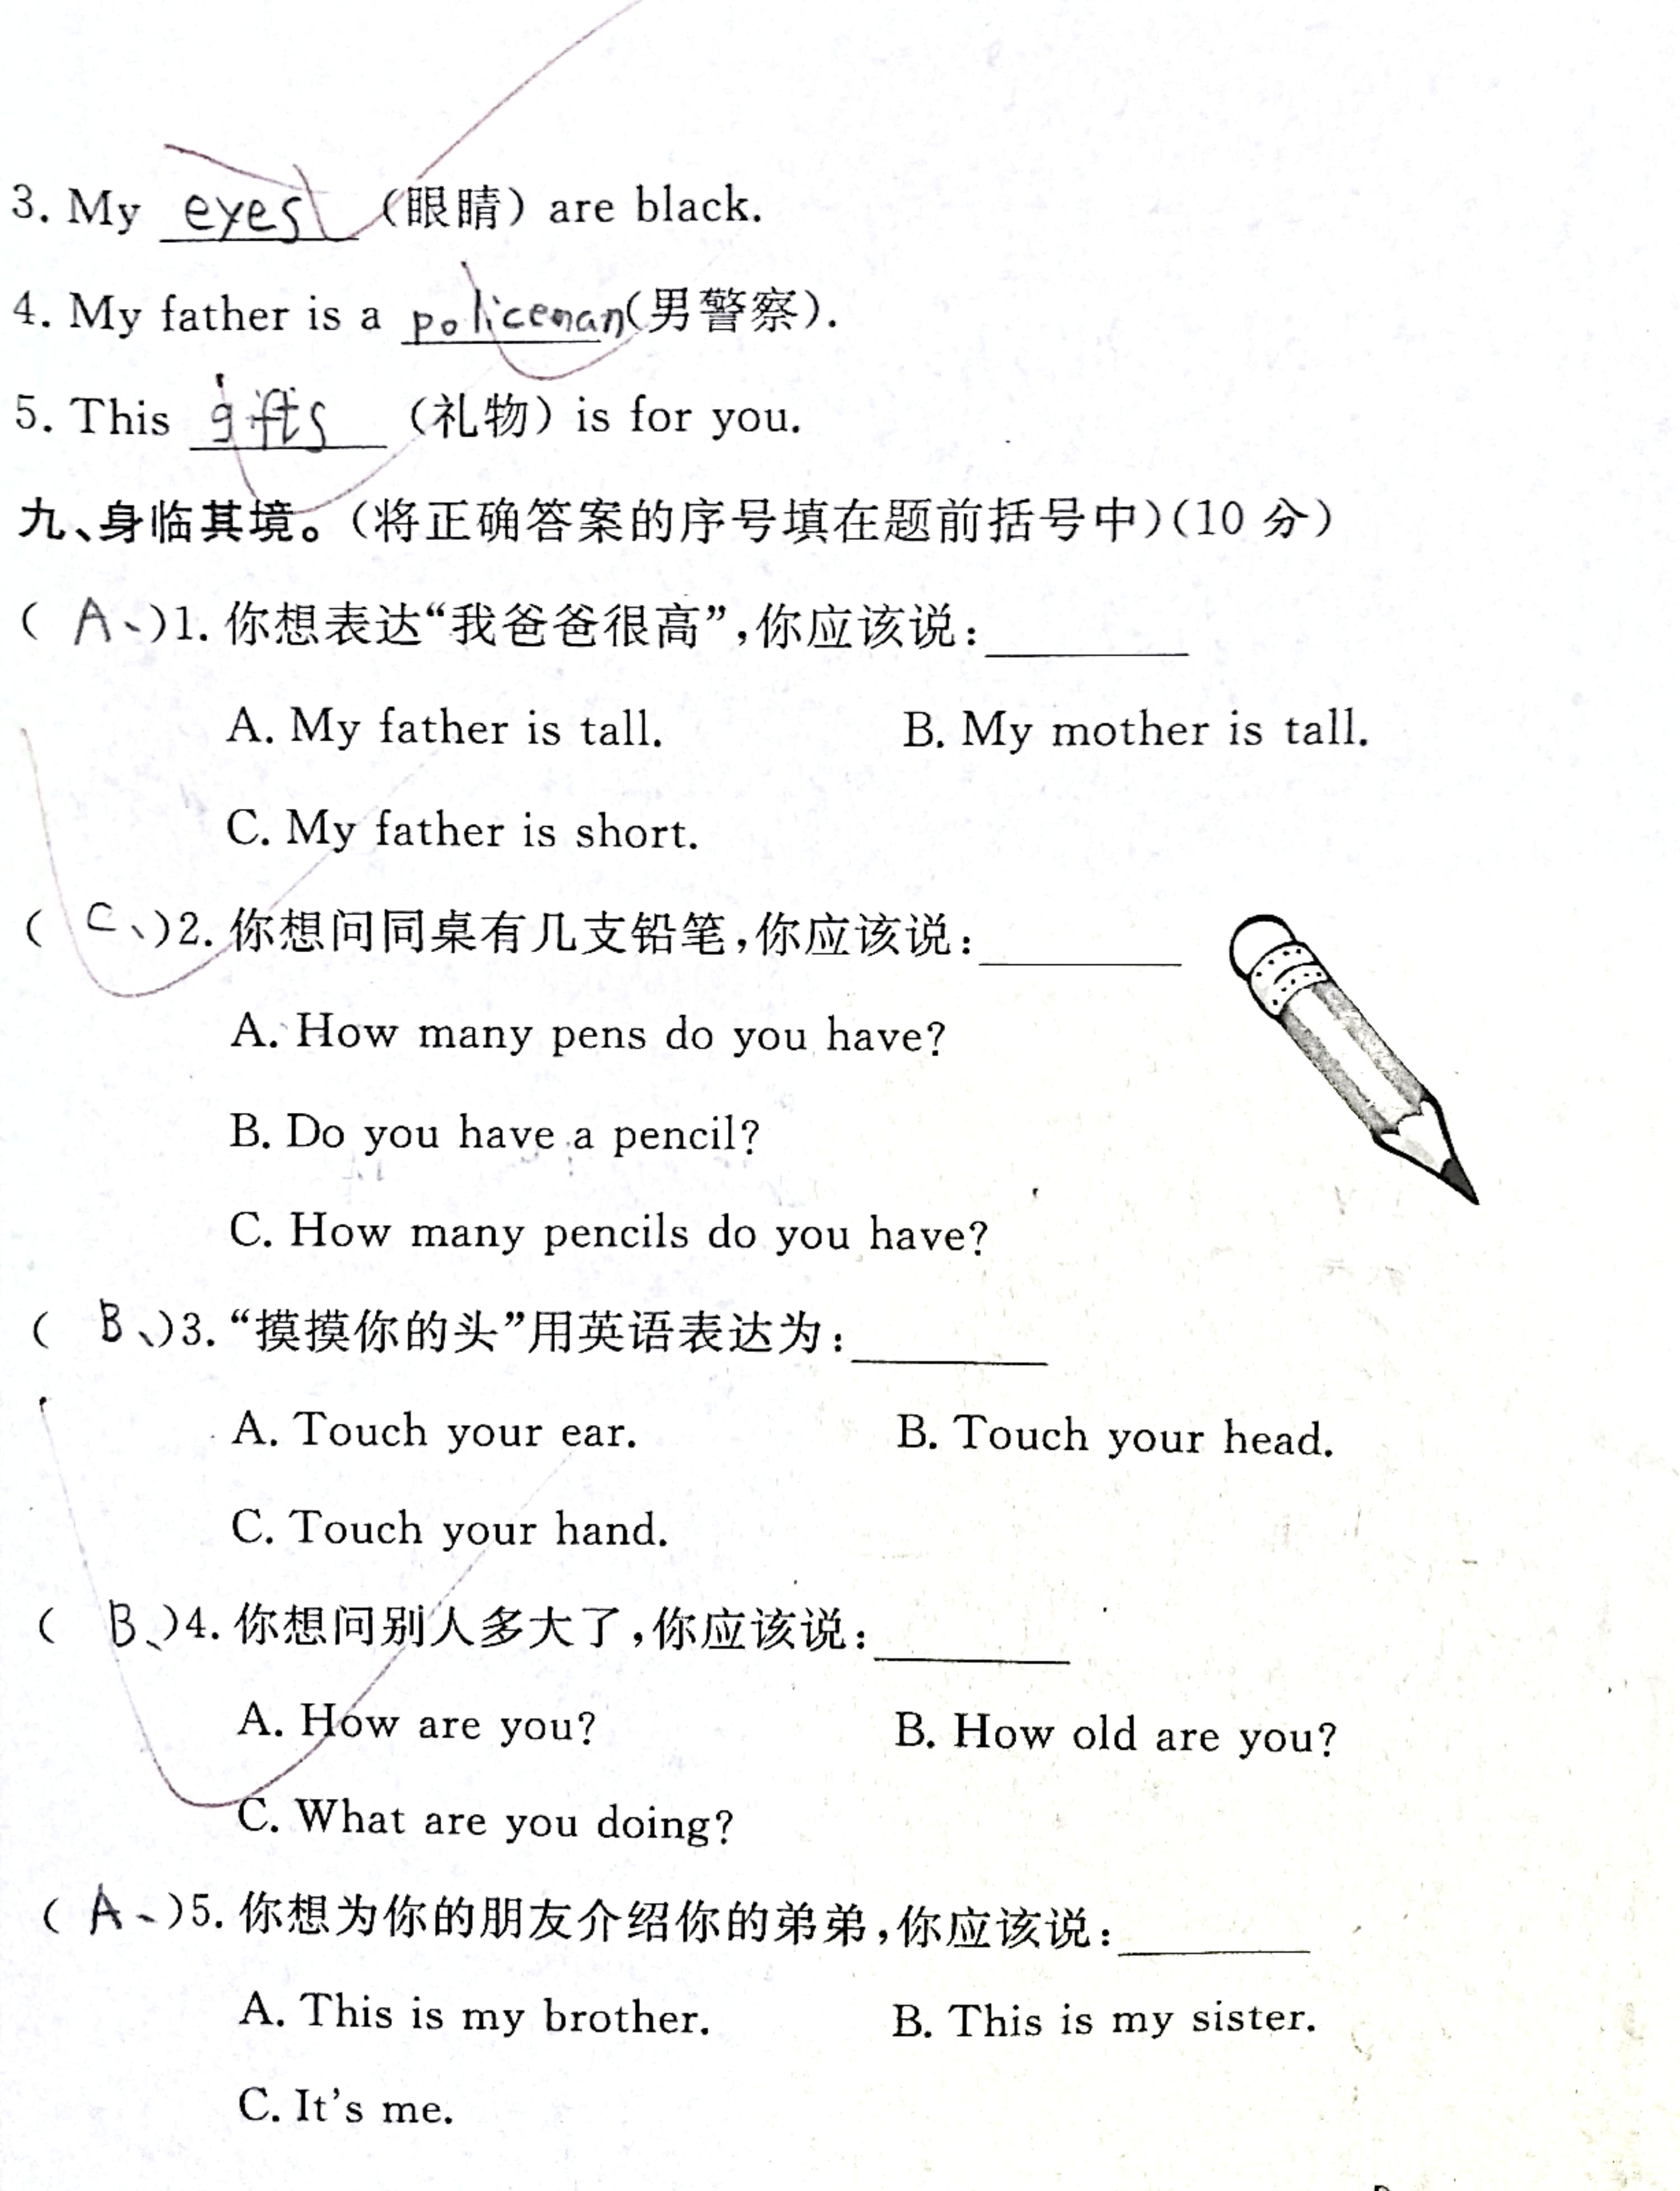 3. My eyes （眼睛）are black.
4. My father is a policeman(男警察).
5. This gifts （礼物）is for you.
九、身临其境。（将正确答案的序号填在题前括号中）（10 分）
（ A、）1. 你想表达“我爸爸很高”，你应该说：________
A. My father is tall. B. My mother is tall.
C. My father is short.
（ C、）2. 你想问同桌有几支铅笔，你应该说：________
A. How many pens do you have?
B. Do you have a pencil?
C. How many pencils do you have?
（ B、）3. “摸摸你的头”用英语表达为：________
A. Touch your ear. B. Touch your head.
C. Touch your hand.
（ B、）4. 你想问别人多大了，你应该说：________
A. How are you? B. How old are you?
C. What are you doing?
（ A、）5. 你想为你的朋友介绍你的弟弟，你应该说：________
A. This is my brother. B. This is my sister.
C. It's me.